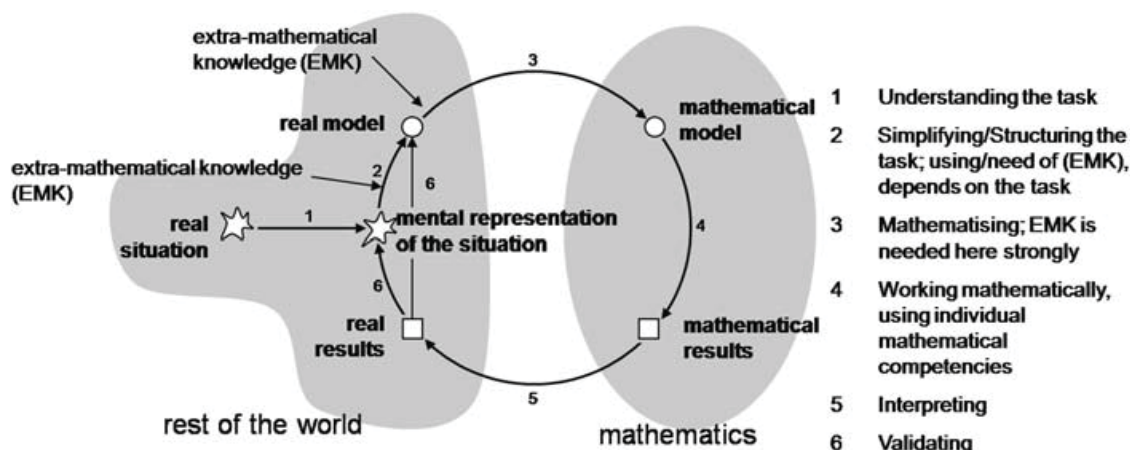 extra-mathematical
knowledge (EMK)
3
real model
mathematical
model
extra-mathematical knowledge
(EMK)
2
6
1
real
situation
mental representation
of the situation
4
6
real
results
mathematical
results
5
rest of the world
mathematics
1 Understanding the task
2 Simplifying/Structuring the
task; using/need of (EMK),
depends on the task
3 Mathematising; EMK is
needed here strongly
4 Working mathematically,
using individual
mathematical
competencies
5 Interpreting
6 Validating